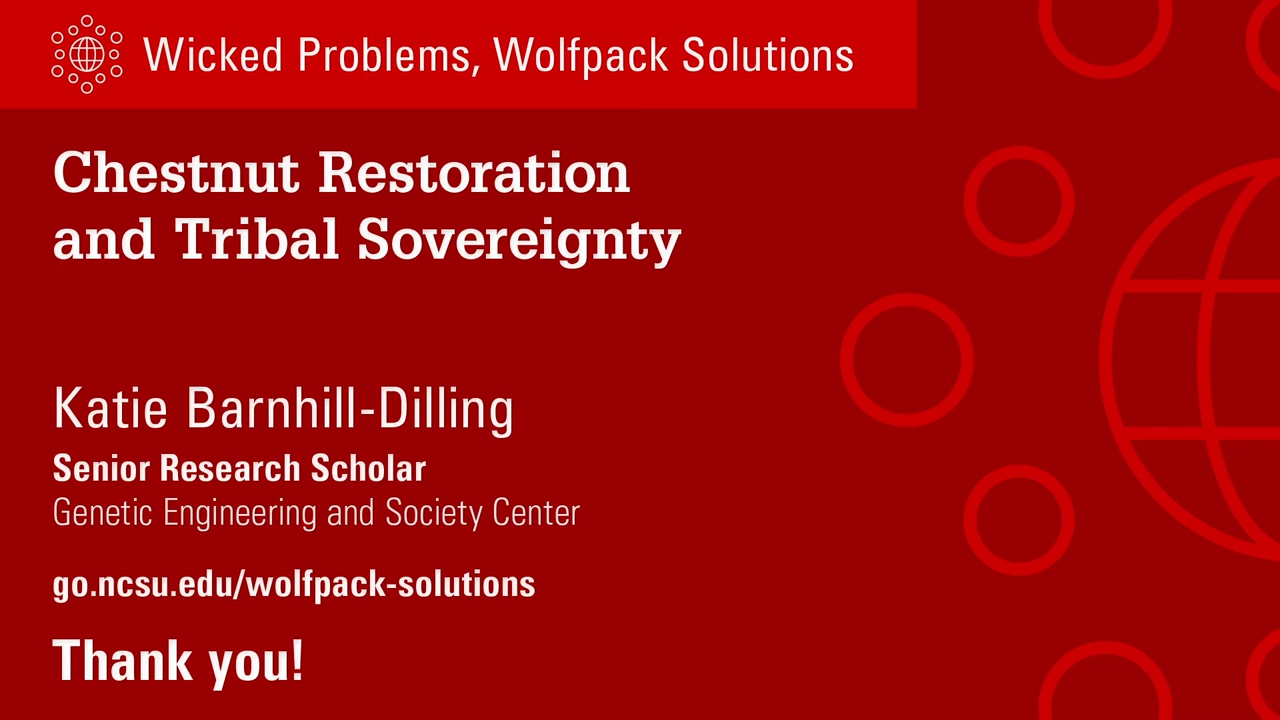 Wicked Problems, Wolfpack Solutions
Chestnut Restoration
and Tribal Sovereignty
Katie Barnhill-Dilling
Senior Research Scholar
Genetic Engineering and Society Center
go.ncsu.edu/wolfpack-solutions
Thank you!